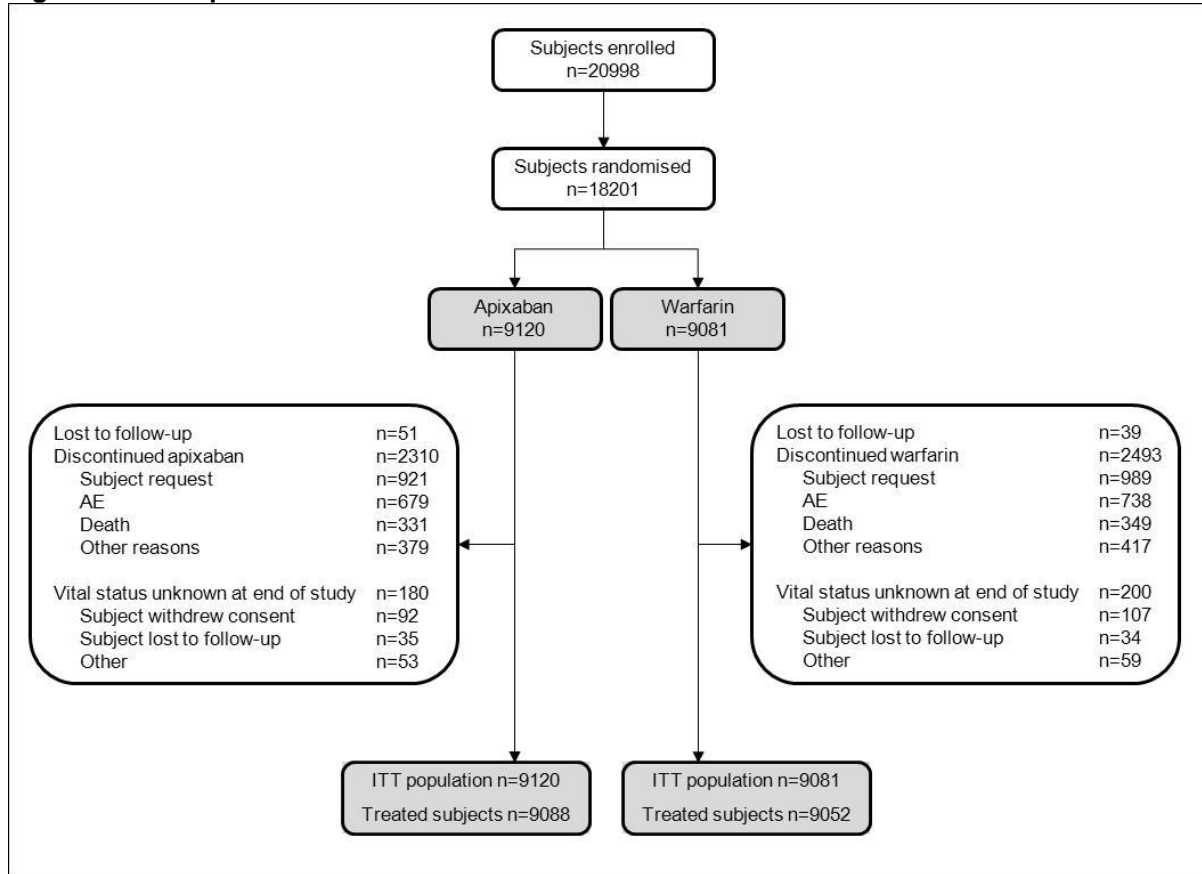 Subjects enrolled
n=20998
Subjects randomised
n=18201
Apixaban
n=9120
Warfarin
n=9081
Lost to follow-up n=51
Discontinued apixaban n=2310
Subject request n=921
AE n=679
Death n=331
Other reasons n=379
Vital status unknown at end of study n=180
Subject withdrew consent n=92
Subject lost to follow-up n=35
Other n=53
Lost to follow-up n=39
Discontinued warfarin n=2493
Subject request n=989
AE n=738
Death n=349
Other reasons n=417
Vital status unknown at end of study n=200
Subject withdrew consent n=107
Subject lost to follow-up n=34
Other n=59
ITT population n=9120
Treated subjects n=9088
ITT population n=9081
Treated subjects n=9052